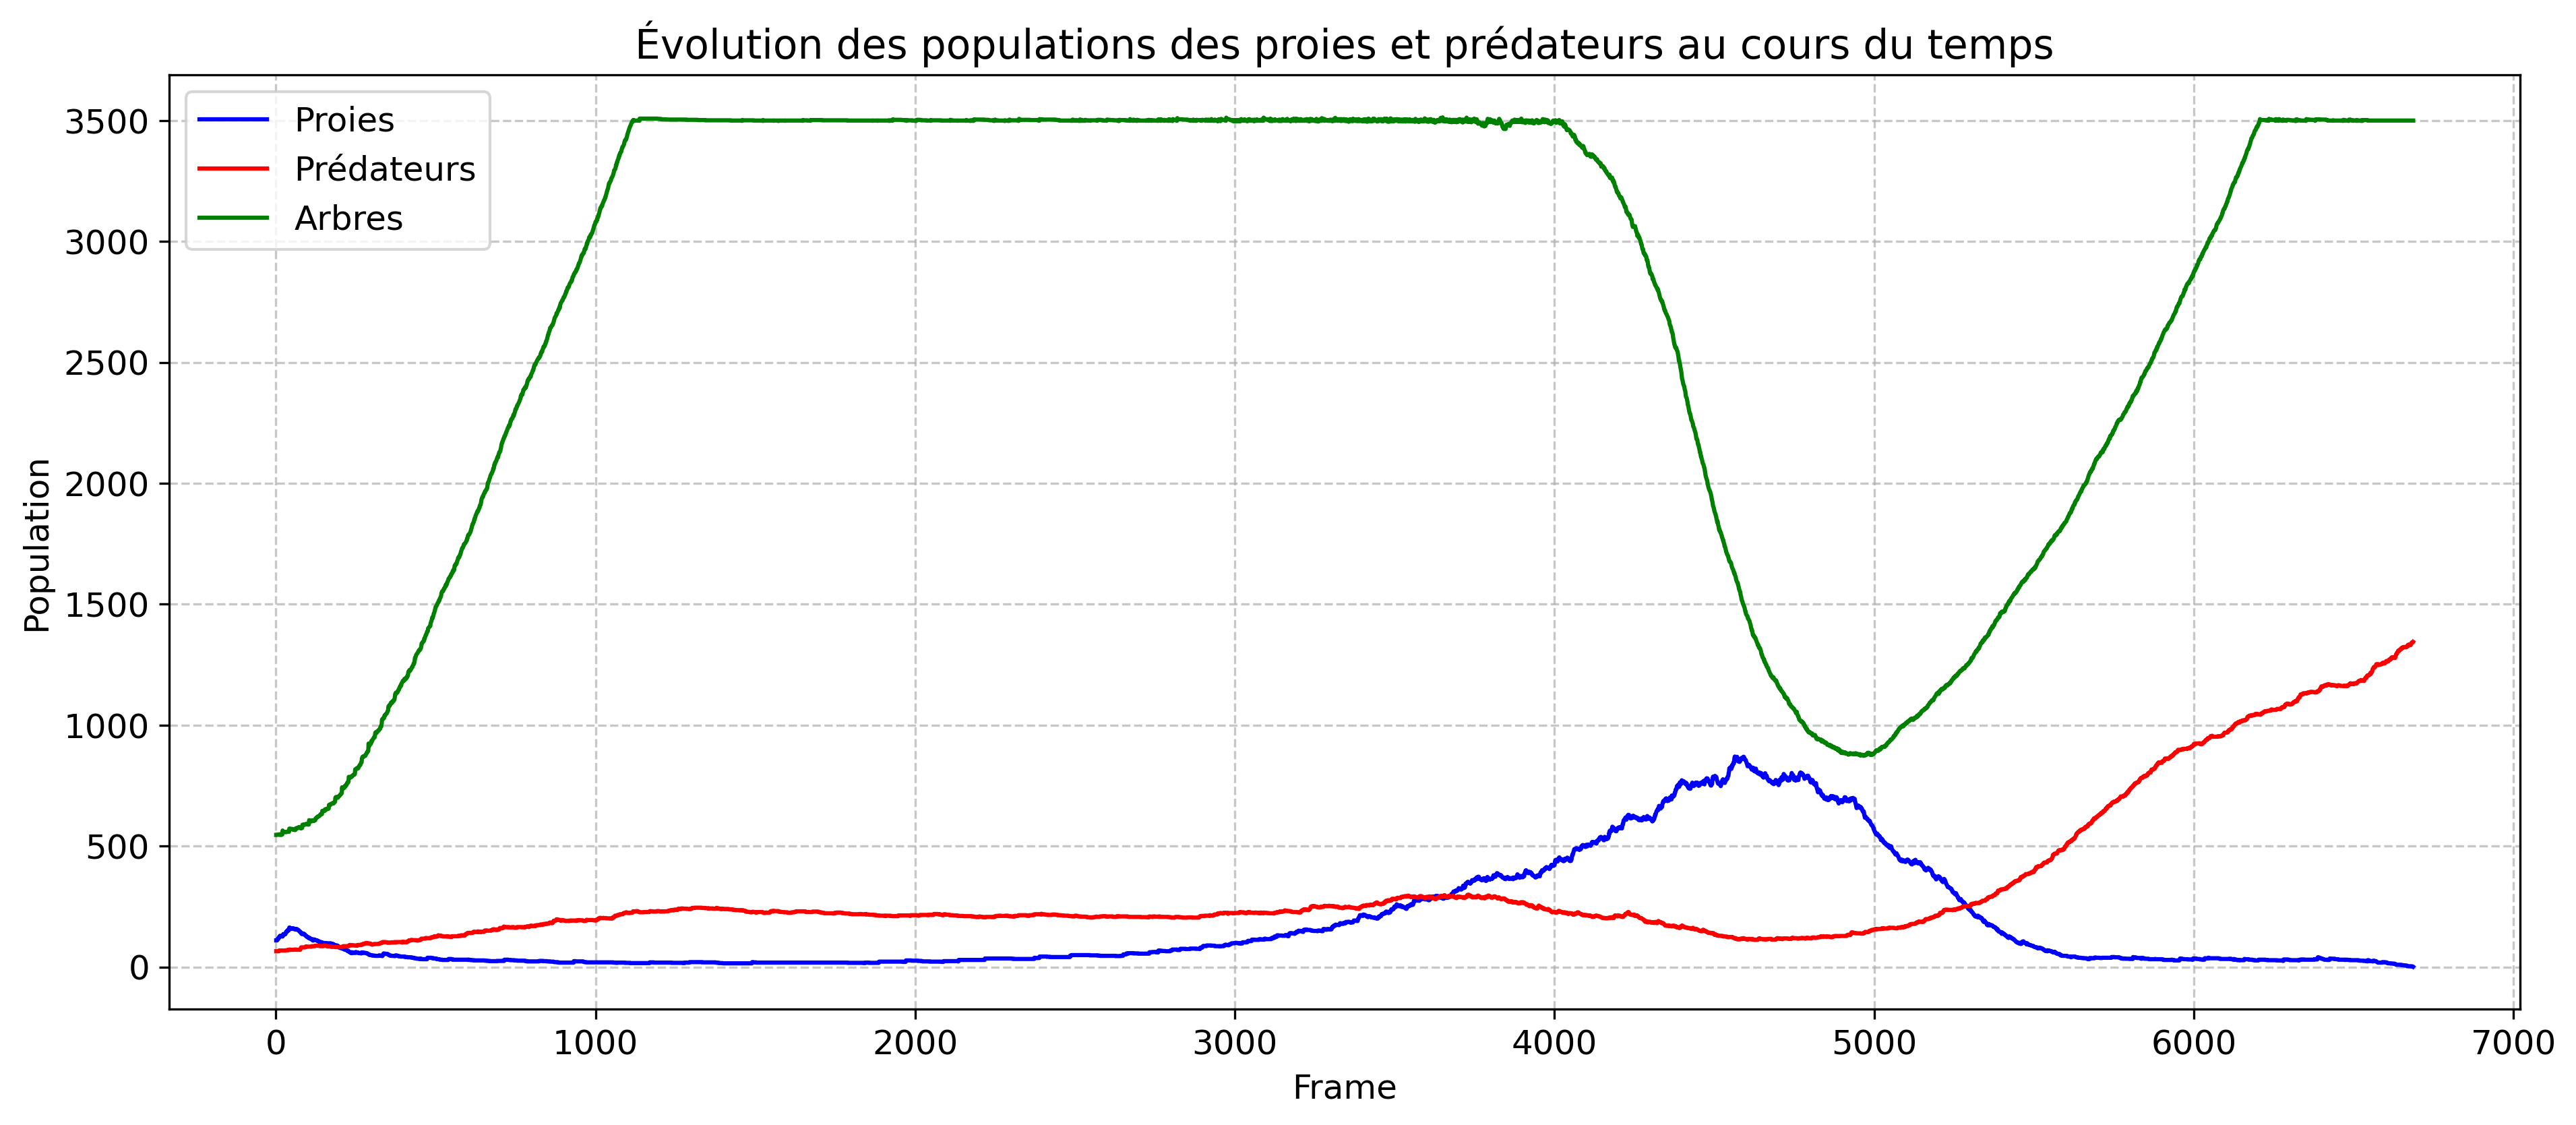 Évolution des populations des proies et prédateurs au cours du temps
Proies
Prédateurs
Arbres
Population
3500
3000
2500
2000
1500
1000
500
0
0 1000 2000 3000 4000 5000 6000 7000
Frame